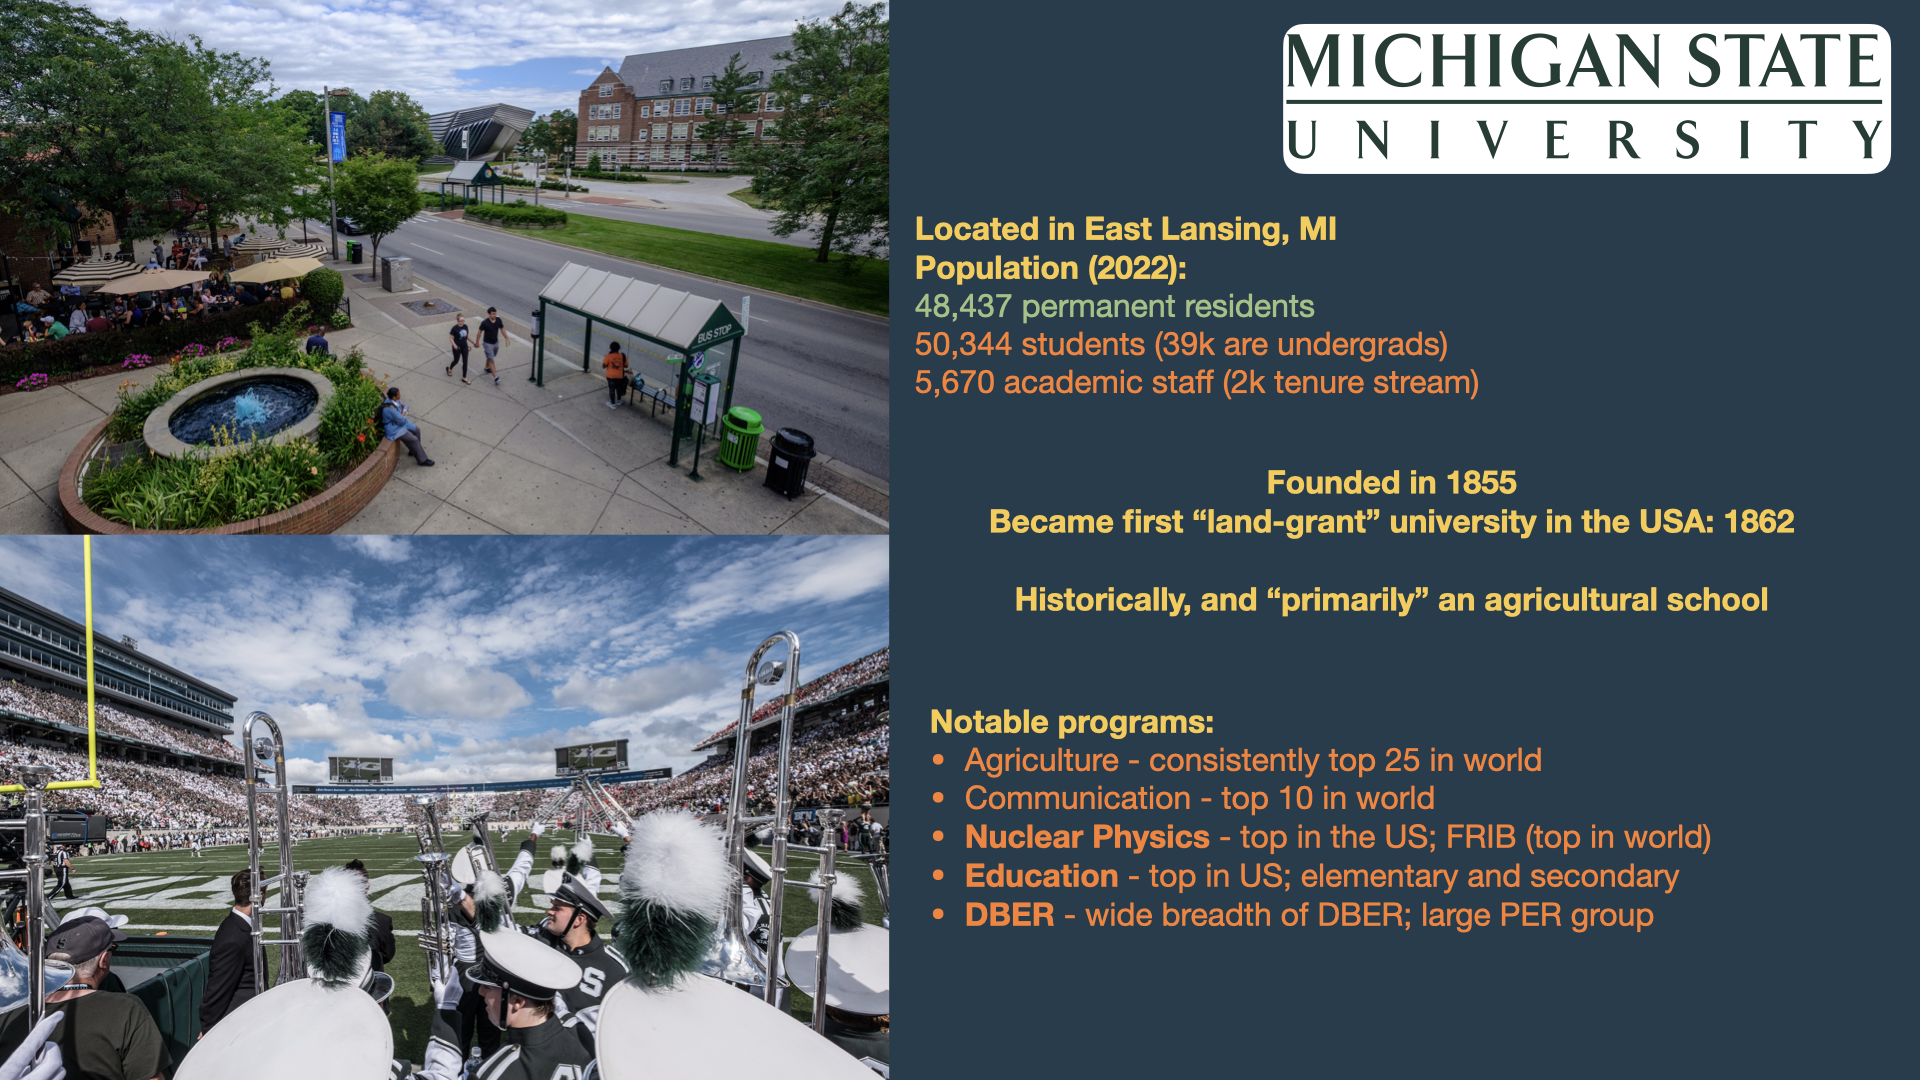 MICHIGAN STATE
UNIVERSITY
Located in East Lansing, MI
Population (2022):
48,437 permanent residents
50,344 students (39k are undergrads)
5,670 academic staff (2k tenure stream)
Founded in 1855
Became first “land-grant” university in the USA: 1862
Historically, and “primarily” an agricultural school
Notable programs:
• Agriculture - consistently top 25 in world
• Communication - top 10 in world
• Nuclear Physics - top in the US; FRIB (top in world)
• Education - top in US; elementary and secondary
• DBER - wide breadth of DBER; large PER group
BUS STOP
S